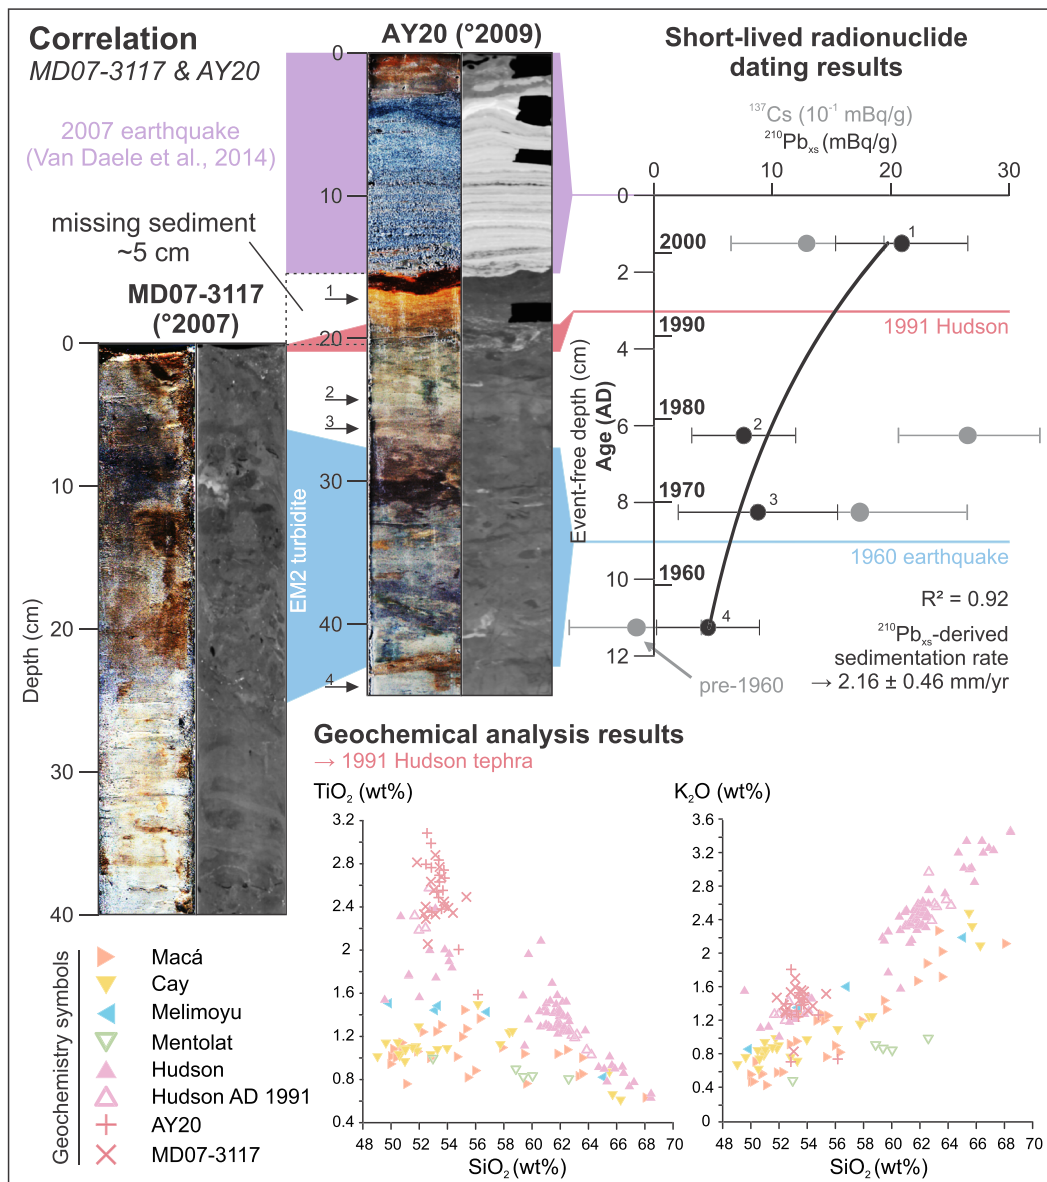 Correlation
MD07-3117 & AY20
2007 earthquake
(Van Daele et al., 2014)
missing sediment
~5 cm
MD07-3117
(°2007)
Depth (cm)
0
10
20
30
40
AY20 (°2009)
0
10
20
30
40
1
2
3
4
EM2 turbidite
Short-lived radionuclide
dating results
¹³⁷Cs (10⁻¹ mBq/g)
²¹⁰Pbₓₛ (mBq/g)
0 10 20 30
Event-free depth (cm)
Age (AD)
0
2
4
6
8
10
12
2000
1990
1980
1970
1960
1
2
3
4
1991 Hudson
1960 earthquake
R² = 0.92
²¹⁰Pbₓₛ-derived
sedimentation rate
→ 2.16 ± 0.46 mm/yr
pre-1960
Geochemical analysis results
→ 1991 Hudson tephra
TiO₂ (wt%)
3.2
2.8
2.4
2
1.6
1.2
0.8
0.4
48 50 52 54 56 58 60 62 64 66 68 70
SiO₂ (wt%)
K₂O (wt%)
3.6
3.2
2.8
2.4
2
1.6
1.2
0.8
0.4
0
48 50 52 54 56 58 60 62 64 66 68 70
SiO₂ (wt%)
Geochemistry symbols
Macá
Cay
Melimoyu
Mentolat
Hudson
Hudson AD 1991
AY20
MD07-3117